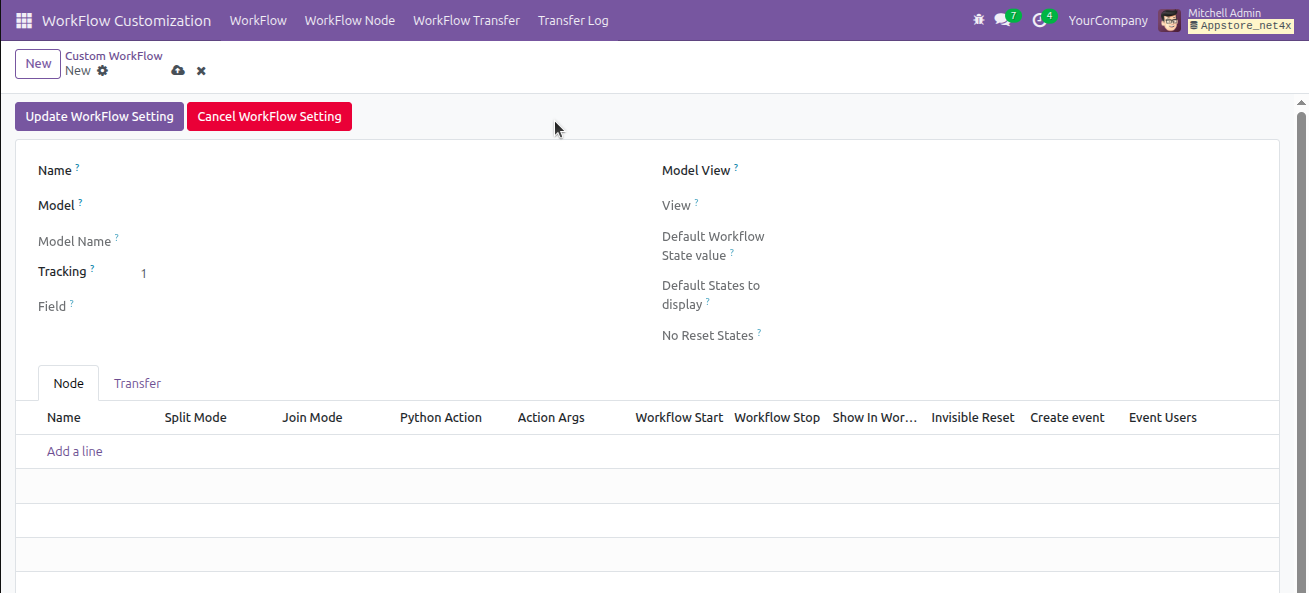 WorkFlow Customization WorkFlow WorkFlow Node WorkFlow Transfer Transfer Log 7 4 YourCompany Mitchell Admin
Appstore_net4x
New Custom WorkFlow
New
Update WorkFlow Setting Cancel WorkFlow Setting
Name ? Model View ?
Model ? View ?
Model Name ? Default Workflow
State value ?
Tracking ? 1 Default States to
display ?
Field ?
No Reset States ?
Node Transfer
Name Split Mode Join Mode Python Action Action Args Workflow Start Workflow Stop Show In Wor... Invisible Reset Create event Event Users
Add a line